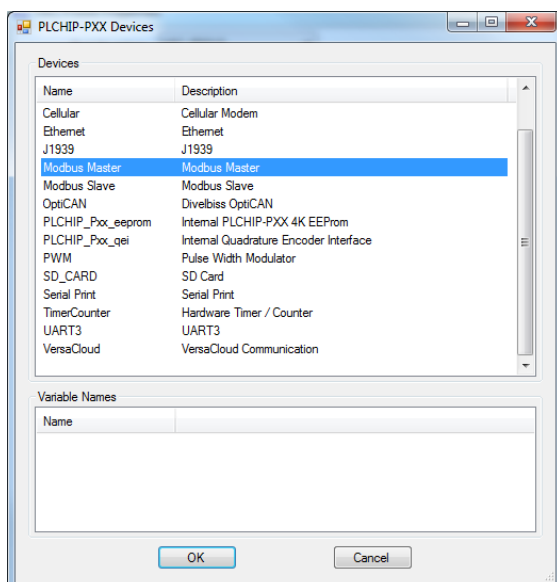 PLCHIP-PXX Devices
Devices
Name Description
Cellular Cellular Modem
Ethernet Ethernet
J1939 J1939
Modbus Master Modbus Master
Modbus Slave Modbus Slave
OptiCAN Divelbiss OptiCAN
PLCHIP_Pxx_eeprom Internal PLCHIP-PXX 4K EEProm
PLCHIP_Pxx_qei Internal Quadrature Encoder Interface
PWM Pulse Width Modulator
SD_CARD SD Card
Serial Print Serial Print
TimerCounter Hardware Timer / Counter
UART3 UART3
VersaCloud VersaCloud Communication
Variable Names
Name
OK Cancel